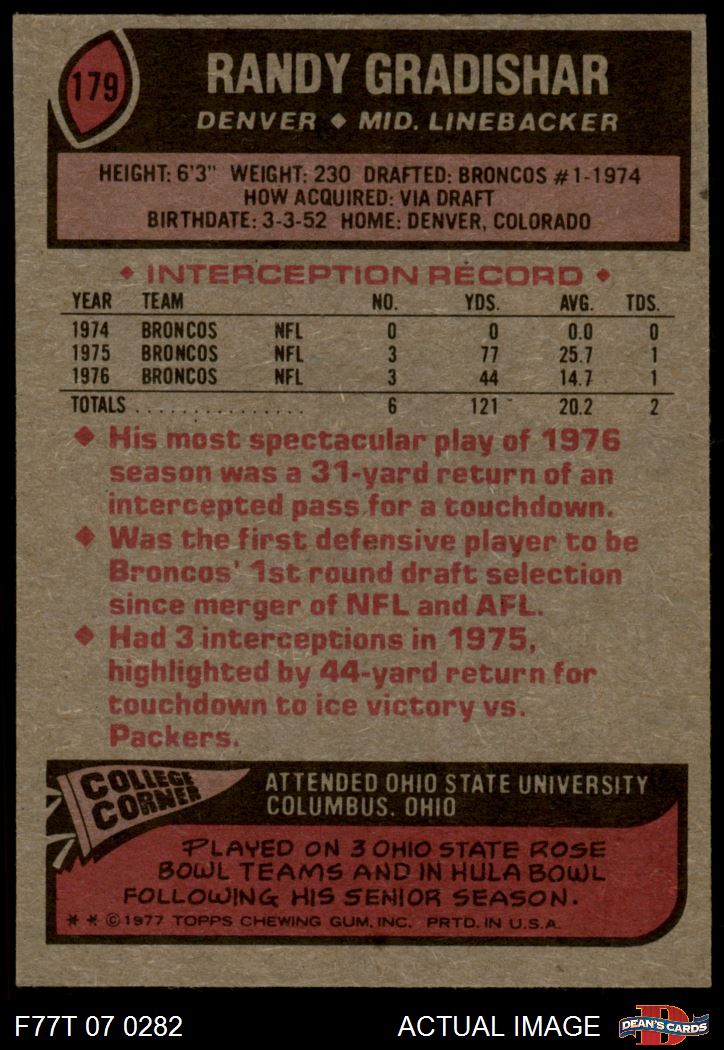 179
RANDY GRADISHAR
DENVER ◆ MID. LINEBACKER
HEIGHT: 6'3" WEIGHT: 230 DRAFTED: BRONCOS #1-1974
HOW ACQUIRED: VIA DRAFT
BIRTHDATE: 3-3-52 HOME: DENVER, COLORADO
◆ INTERCEPTION RECORD ◆
YEAR TEAM NO. YDS. AVG. TDS.
1974 BRONCOS NFL 0 0 0.0 0
1975 BRONCOS NFL 3 77 25.7 1
1976 BRONCOS NFL 3 44 14.7 1
TOTALS . . . . . . . . . . . . . . . 6 121 20.2 2
◆ His most spectacular play of 1976
season was a 31-yard return of an
intercepted pass for a touchdown.
◆ Was the first defensive player to be
Broncos' 1st round draft selection
since merger of NFL and AFL.
◆ Had 3 interceptions in 1975,
highlighted by 44-yard return for
touchdown to ice victory vs.
Packers.
COLLEGE
CORNER
ATTENDED OHIO STATE UNIVERSITY
COLUMBUS, OHIO
PLAYED ON 3 OHIO STATE ROSE
BOWL TEAMS AND IN HULA BOWL
FOLLOWING HIS SENIOR SEASON.
* * © 1977 TOPPS CHEWING GUM, INC. PRTD. IN U.S.A.
F77T 07 0282 ACTUAL IMAGE
D
DEAN'S CARDS